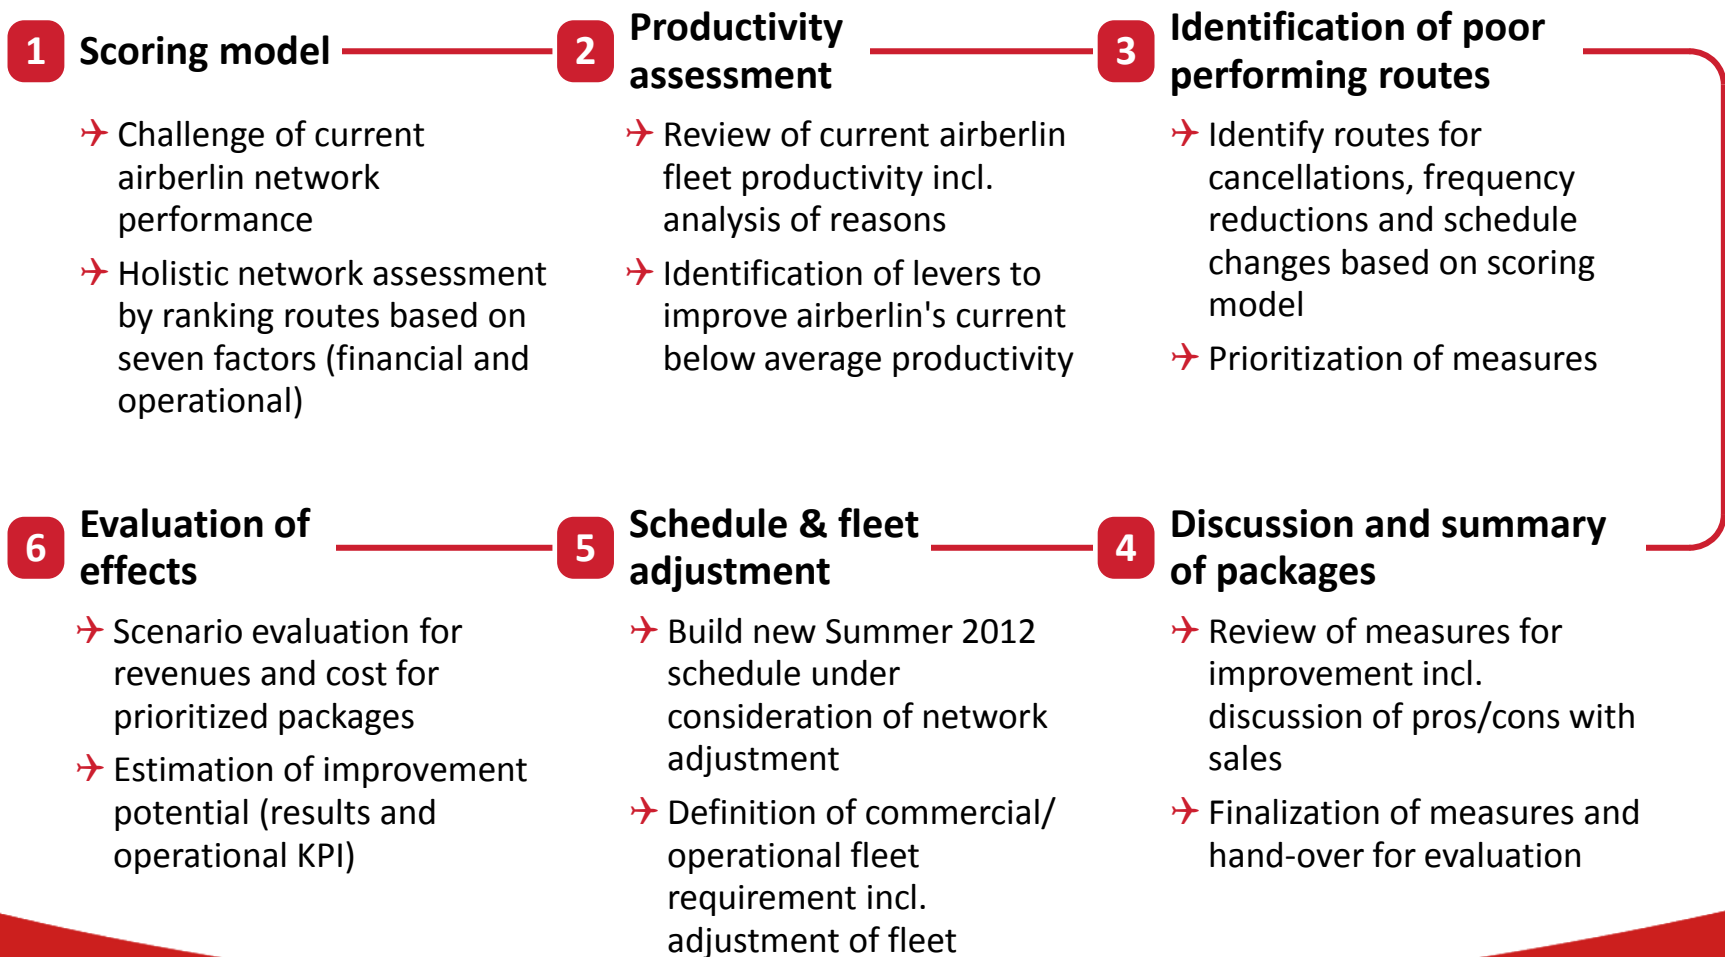 1 Scoring model
Challenge of current
airberlin network
performance
Holistic network assessment
by ranking routes based on
seven factors (financial and
operational)
2 Productivity
assessment
Review of current airberlin
fleet productivity incl.
analysis of reasons
Identification of levers to
improve airberlin's current
below average productivity
3 Identification of poor
performing routes
Identify routes for
cancellations, frequency
reductions and schedule
changes based on scoring
model
Prioritization of measures
4 Discussion and summary
of packages
Review of measures for
improvement incl.
discussion of pros/cons with
sales
Finalization of measures and
hand-over for evaluation
5 Schedule & fleet
adjustment
Build new Summer 2012
schedule under
consideration of network
adjustment
Definition of commercial/
operational fleet
requirement incl.
adjustment of fleet
6 Evaluation of
effects
Scenario evaluation for
revenues and cost for
prioritized packages
Estimation of improvement
potential (results and
operational KPI)